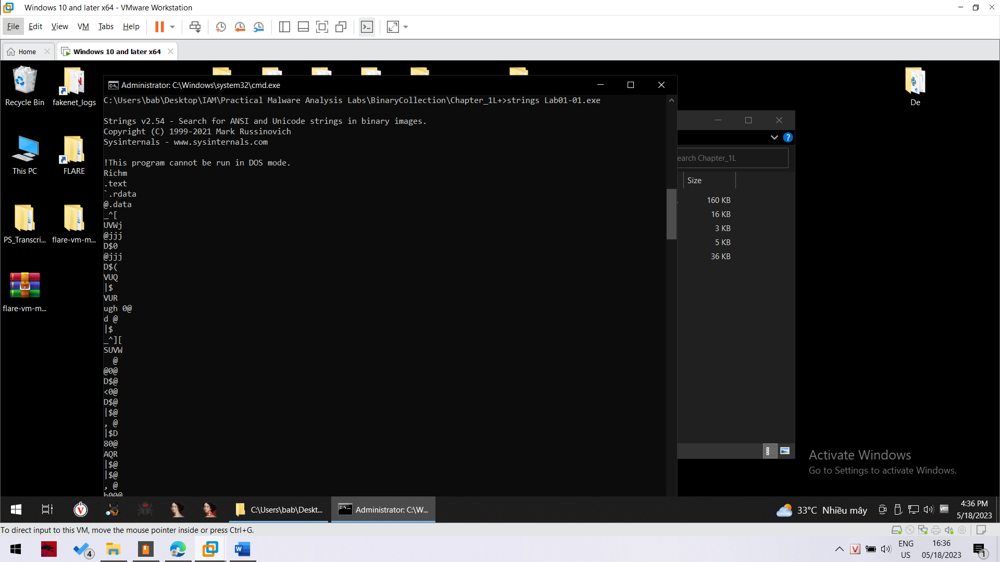 Windows 10 and later x64 - VMware Workstation
File Edit View VM Tabs Help
Home
Windows 10 and later x64
Recycle Bin
fakenet_logs
De
This PC
FLARE
PS_Transcri...
flare-vm-m...
flare-vm-m...
Administrator: C:\Windows\system32\cmd.exe
C:\Users\bab\Desktop\IAM\Practical Malware Analysis Labs\BinaryCollection\Chapter_1L+>strings Lab01-01.exe
Strings v2.54 - Search for ANSI and Unicode strings in binary images.
Copyright (C) 1999-2021 Mark Russinovich
Sysinternals - www.sysinternals.com
!This program cannot be run in DOS mode.
Richm
.text
`.rdata
@.data
_^[
UVWj
@jjj
D$0
@jjj
D$(
VUQ
|$
VUR
ugh 0@
d @
|$
_^][
SUVW
@
@0@
D$@
<0@
D$@
|$@
, @
|$D
80@
AQR
|$@
|$@
, @
h00@
earch Chapter_1L
Size
160 KB
16 KB
3 KB
5 KB
36 KB
Activate Windows
Go to Settings to activate Windows.
C:\Users\bab\Deskt...
Administrator: C:\W...
33°C Nhiều mây
4:36 PM
5/18/2023
To direct input to this VM, move the mouse pointer inside or press Ctrl+G.
4
ENG
US
16:36
05/18/2023
1